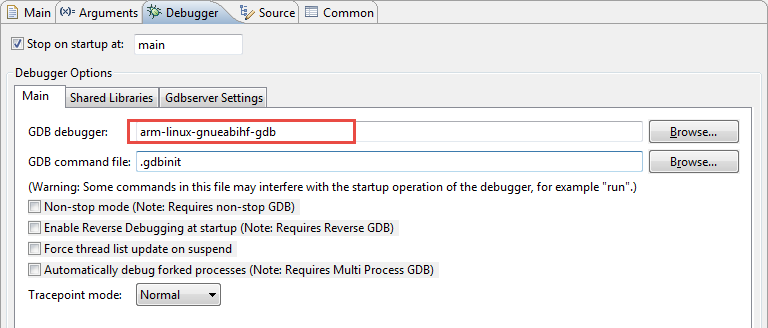 Main (x)= Arguments Debugger Source Common
Stop on startup at: main
Debugger Options
Main Shared Libraries Gdbserver Settings
GDB debugger: arm-linux-gnueabihf-gdb Browse...
GDB command file: .gdbinit Browse...
(Warning: Some commands in this file may interfere with the startup operation of the debugger, for example "run".)
Non-stop mode (Note: Requires non-stop GDB)
Enable Reverse Debugging at startup (Note: Requires Reverse GDB)
Force thread list update on suspend
Automatically debug forked processes (Note: Requires Multi Process GDB)
Tracepoint mode: Normal